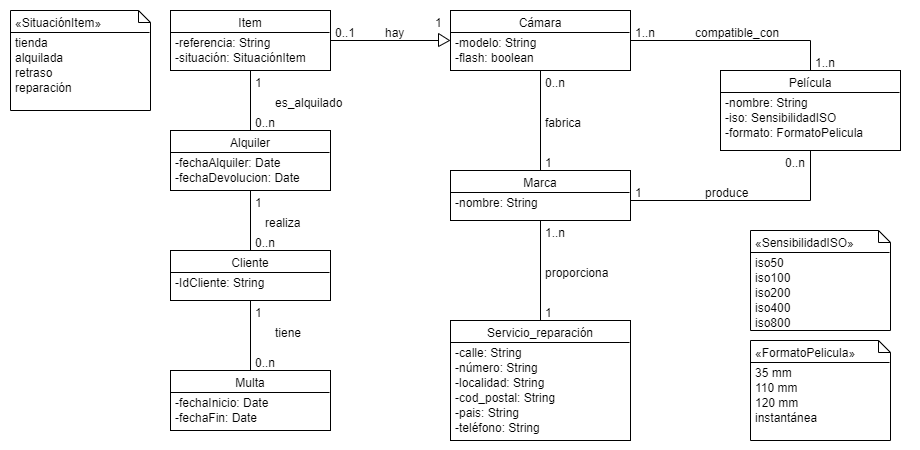 «SituaciónItem»
tienda
alquilada
retraso
reparación
Item
-referencia: String
-situación: SituaciónItem
0..1
hay
1
Cámara
-modelo: String
-flash: boolean
1..n
compatible_con
1..n
Película
-nombre: String
-iso: SensibilidadISO
-formato: FormatoPelicula
1
es_alquilado
0..n
0..n
fabrica
1
Alquiler
-fechaAlquiler: Date
-fechaDevolucion: Date
Marca
-nombre: String
1
produce
0..n
1
realiza
0..n
1..n
proporciona
1
Cliente
-IdCliente: String
1
tiene
0..n
Multa
-fechaInicio: Date
-fechaFin: Date
Servicio_reparación
-calle: String
-número: String
-localidad: String
-cod_postal: String
-pais: String
-teléfono: String
«SensibilidadISO»
iso50
iso100
iso200
iso400
iso800
«FormatoPelicula»
35 mm
110 mm
120 mm
instantánea